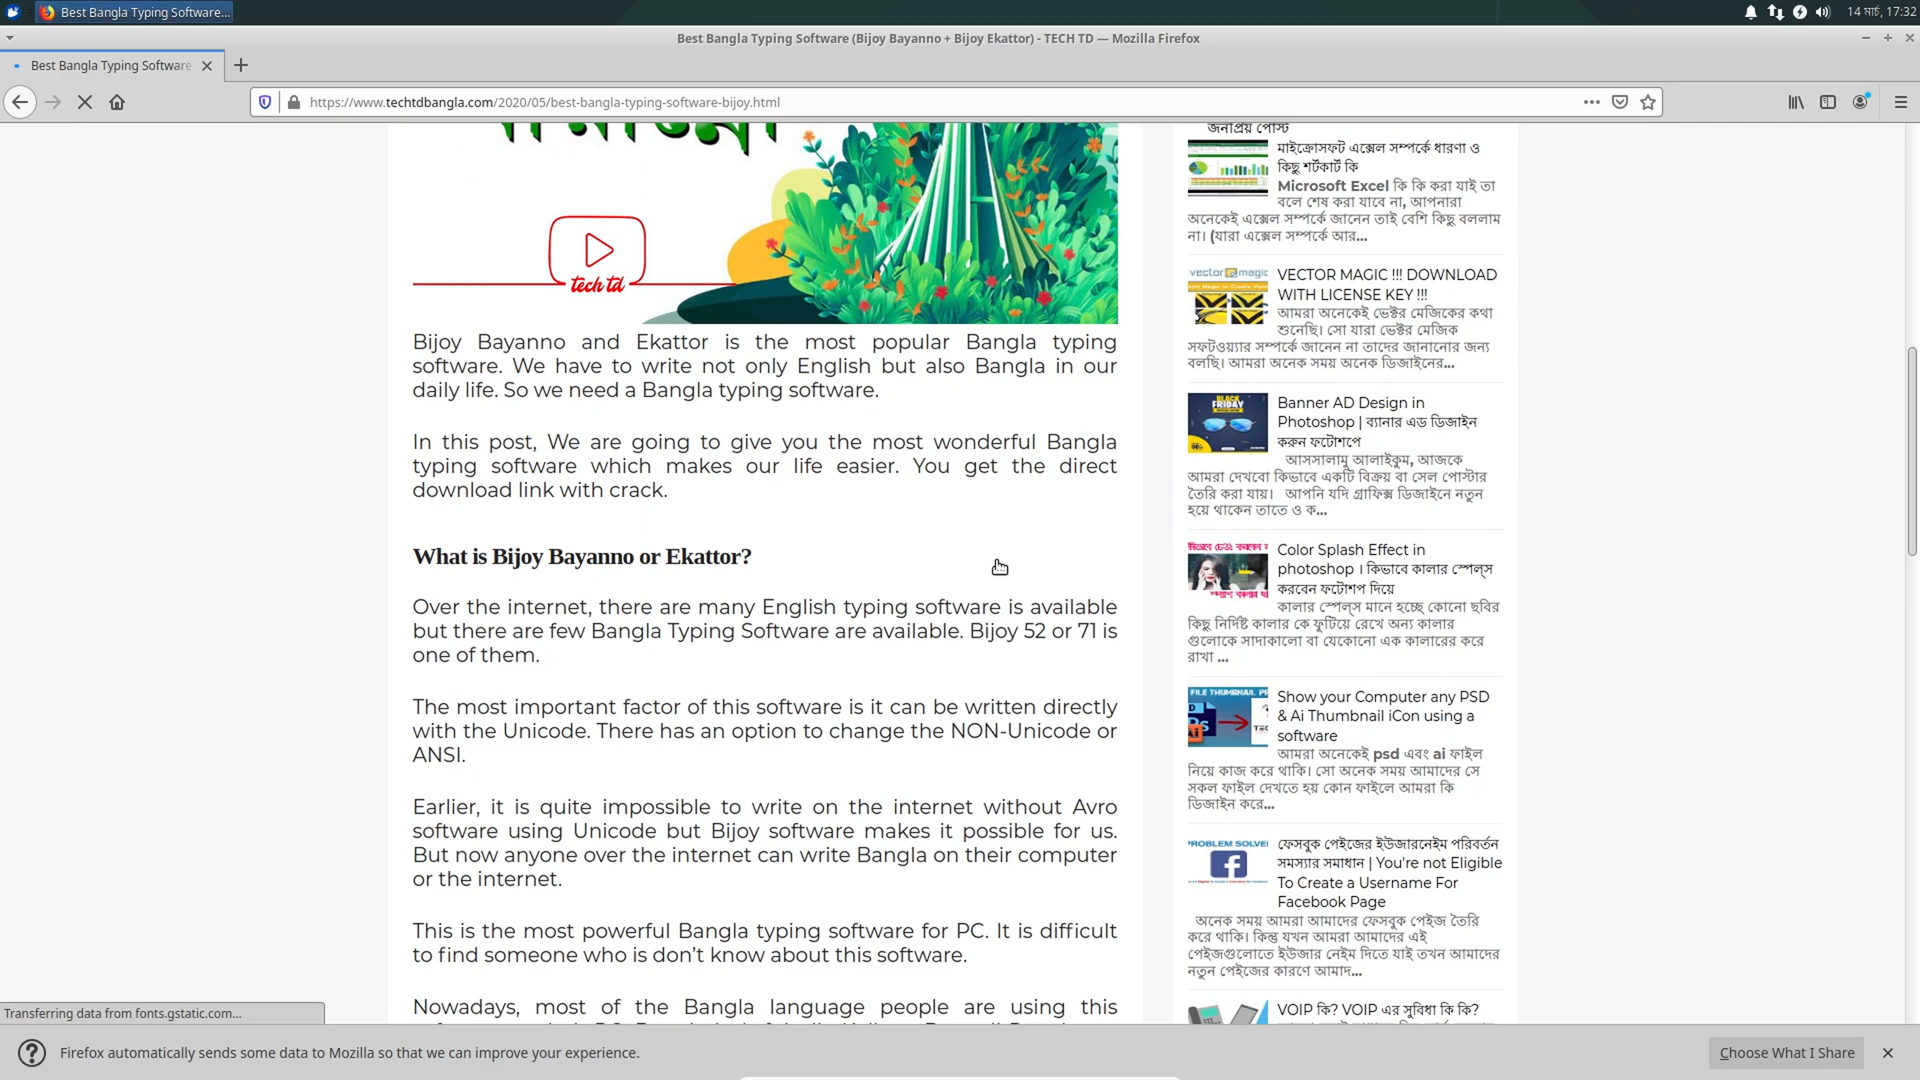 Best Bangla Typing Software...
14 মার্চ, 17:32
Best Bangla Typing Software (Bijoy Bayanno + Bijoy Ekattor) - TECH TD — Mozilla Firefox
Best Bangla Typing Software
https://www.techtdbangla.com/2020/05/best-bangla-typing-software-bijoy.html
tech td
Bijoy Bayanno and Ekattor is the most popular Bangla typing
software. We have to write not only English but also Bangla in our
daily life. So we need a Bangla typing software.
In this post, We are going to give you the most wonderful Bangla
typing software which makes our life easier. You get the direct
download link with crack.
What is Bijoy Bayanno or Ekattor?
Over the internet, there are many English typing software is available
but there are few Bangla Typing Software are available. Bijoy 52 or 71 is
one of them.
The most important factor of this software is it can be written directly
with the Unicode. There has an option to change the NON-Unicode or
ANSI.
Earlier, it is quite impossible to write on the internet without Avro
software using Unicode but Bijoy software makes it possible for us.
But now anyone over the internet can write Bangla on their computer
or the internet.
This is the most powerful Bangla typing software for PC. It is difficult
to find someone who is don’t know about this software.
Nowadays, most of the Bangla language people are using this
জনপ্রিয় পোস্ট
মাইক্রোসফট এক্সেল সম্পর্কে ধারণা ও
কিছু শর্টকার্ট কি
Microsoft Excel কি কি করা যাই তা
বলে শেষ করা যাবে না, আপনারা
অনেকেই এক্সেল সম্পর্কে জানেন তাই বেশি কিছু বললাম
না। (যারা এক্সেল সম্পর্কে আর...
vector magic
VECTOR MAGIC !!! DOWNLOAD
WITH LICENSE KEY !!!
আমরা অনেকেই ভেক্টর মেজিকের কথা
শুনেছি। সো যারা ভেক্টর মেজিক
সফটওয়্যার সম্পর্কে জানেন না তাদের জানানোর জন্য
বলছি। আমরা অনেক সময় অনেক ডিজাইনের...
BLACK
FRIDAY
Banner AD Design in
Photoshop | ব্যানার এড ডিজাইন
করুন ফটোশপে
আসসালামু আলাইকুম, আজকে
আমরা দেখবো কিভাবে একটি বিক্রয় বা সেল পোস্টার
তৈরি করা যায়। আপনি যদি গ্রাফিক্স ডিজাইনে নতুন
হয়ে থাকেন তাতে ও ক...
Color Splash Effect in
photoshop । কিভাবে কালার স্পেল্স
করবেন ফটোশপ দিয়ে
কালার স্পেল্স মানে হচ্ছে কোনো ছবির
কিছু নির্দিষ্ট কালার কে ফুটিয়ে রেখে অন্য কালার
গুলোকে সাদাকালো বা যেকোনো এক কালারের করে
রাখা ...
Show your Computer any PSD
& Ai Thumbnail iCon using a
software
আমরা অনেকেই psd এবং ai ফাইল
নিয়ে কাজ করে থাকি। সো অনেক সময় আমাদের সে
সকল ফাইল দেখতে হয় কোন ফাইলে আমরা কি
ডিজাইন করে...
ফেসবুক পেইজের ইউজারনেইম পরিবর্তন
সমস্যার সমাধান | You're not Eligible
To Create a Username For
Facebook Page
অনেক সময় আমরা আমাদের ফেসবুক পেইজ তৈরি
করে থাকি। কিন্তু যখন আমরা আমাদের এই
পেইজগুলোতে ইউজার নেইম দিতে যাই তখন আমাদের
নতুন পেইজের কারণে আমাদ...
VOIP কি? VOIP এর সুবিধা কি কি?
Transferring data from fonts.gstatic.com...
Firefox automatically sends some data to Mozilla so that we can improve your experience.
Choose What I Share